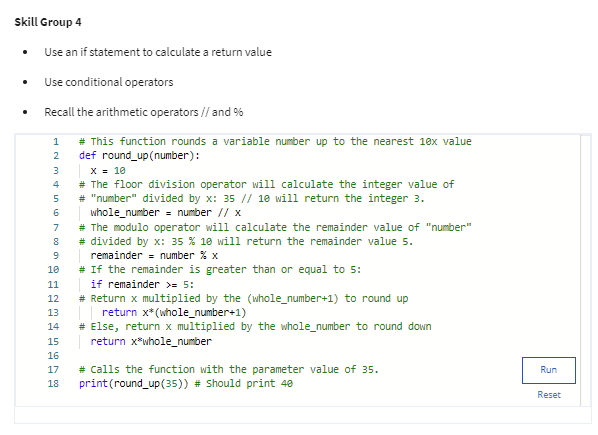 Skill Group 4
• Use an if statement to calculate a return value
• Use conditional operators
• Recall the arithmetic operators // and %
1 # This function rounds a variable number up to the nearest 10x value
2 def round_up(number):
3 x = 10
4 # The floor division operator will calculate the integer value of
5 # "number" divided by x: 35 // 10 will return the integer 3.
6 whole_number = number // x
7 # The modulo operator will calculate the remainder value of "number"
8 # divided by x: 35 % 10 will return the remainder value 5.
9 remainder = number % x
10 # If the remainder is greater than or equal to 5:
11 if remainder >= 5:
12 # Return x multiplied by the (whole_number+1) to round up
13 return x*(whole_number+1)
14 # Else, return x multiplied by the whole_number to round down
15 return x*whole_number
16
17 # Calls the function with the parameter value of 35.
18 print(round_up(35)) # Should print 40
Run
Reset